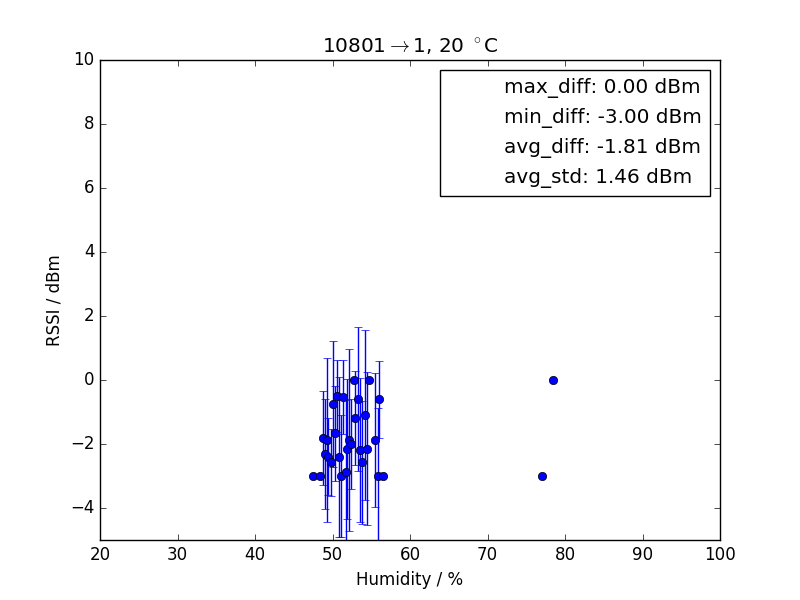 10801→1, 20 °C
max_diff: 0.00 dBm
min_diff: -3.00 dBm
avg_diff: -1.81 dBm
avg_std: 1.46 dBm
RSSI / dBm
10
8
6
4
2
0
−2
−4
20 30 40 50 60 70 80 90 100
Humidity / %